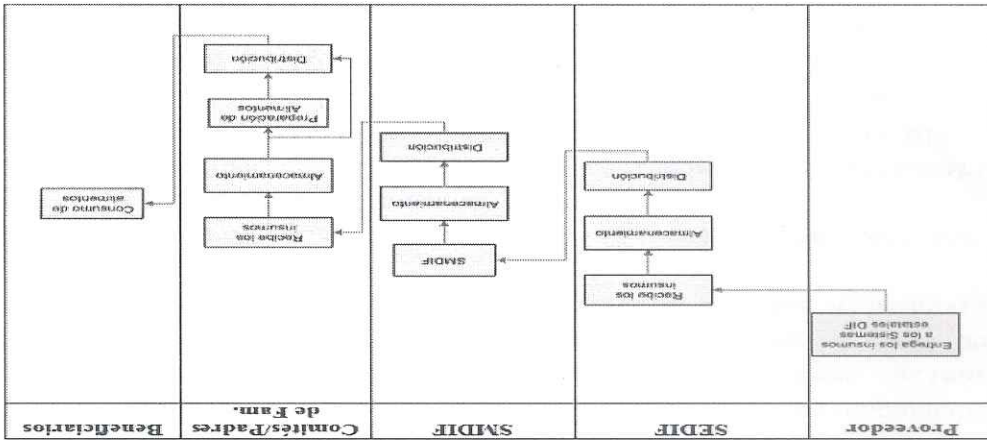 Proveedor
SEDIF
SMDIF
Comités/Padres
de Fam.
Beneficiarios
Entrega los insumos
a los Sistemas
estatales DIF
Recibe los
insumos
Almacenamiento
Distribución
SMDIF
Almacenamiento
Distribución
Recibe los
insumos
Almacenamiento
Preparación de
Alimentos
Distribución
Consumo de
alimentos